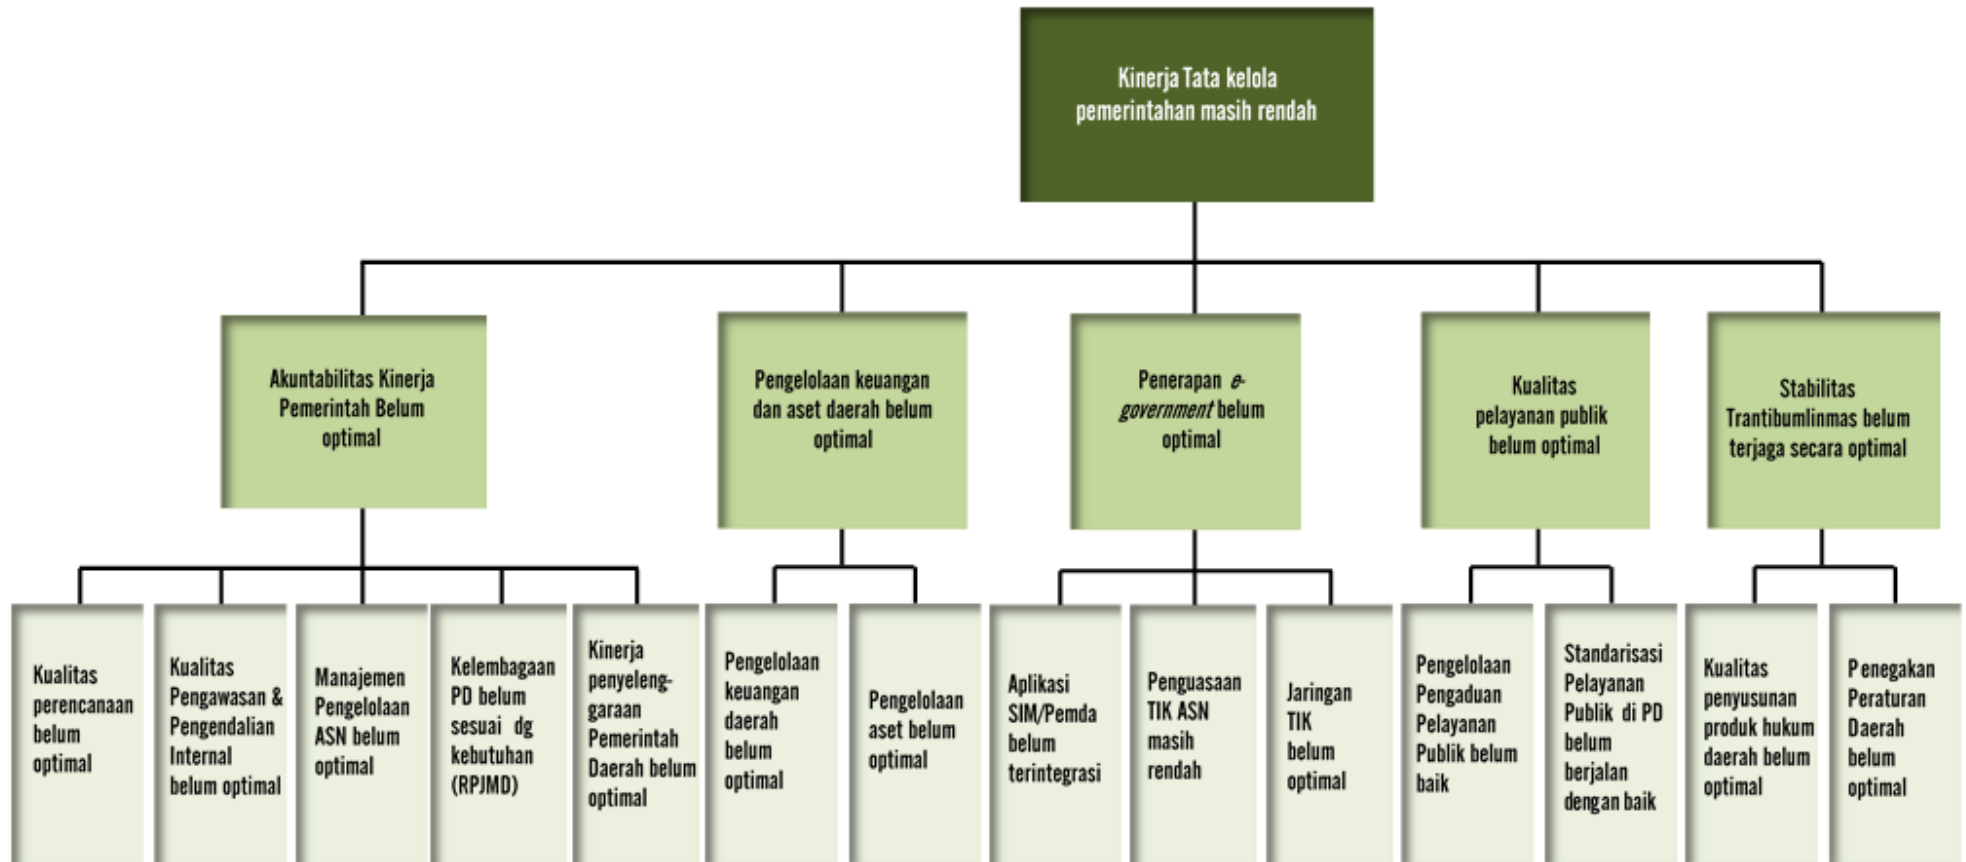 Kinerja Tata kelola
pemerintahan masih rendah
Akuntabilitas Kinerja
Pemerintah Belum
optimal
Pengelolaan keuangan
dan aset daerah belum
optimal
Penerapan e-
government belum
optimal
Kualitas
pelayanan publik
belum optimal
Stabilitas
Trantibumlinmas belum
terjaga secara optimal
Kualitas
perencanaan
belum
optimal
Kualitas
Pengawasan &
Pengendalian
Internal
belum optimal
Manajemen
Pengelolaan
ASN belum
optimal
Kelembagaan
PD belum
sesuai dg
kebutuhan
(RPJMD)
Kinerja
penyeleng-
garaan
Pemerintah
Daerah belum
optimal
Pengelolaan
keuangan
daerah
belum
optimal
Pengelolaan
aset belum
optimal
Aplikasi
SIM/Pemda
belum
terintegrasi
Penguasaan
TIK ASN
masih
rendah
Jaringan
TIK
belum
optimal
Pengelolaan
Pengaduan
Pelayanan
Publik belum
baik
Standarisasi
Pelayanan
Publik di PD
belum
berjalan
dengan baik
Kualitas
penyusunan
produk hukum
daerah belum
optimal
Penegakan
Peraturan
Daerah
belum
optimal